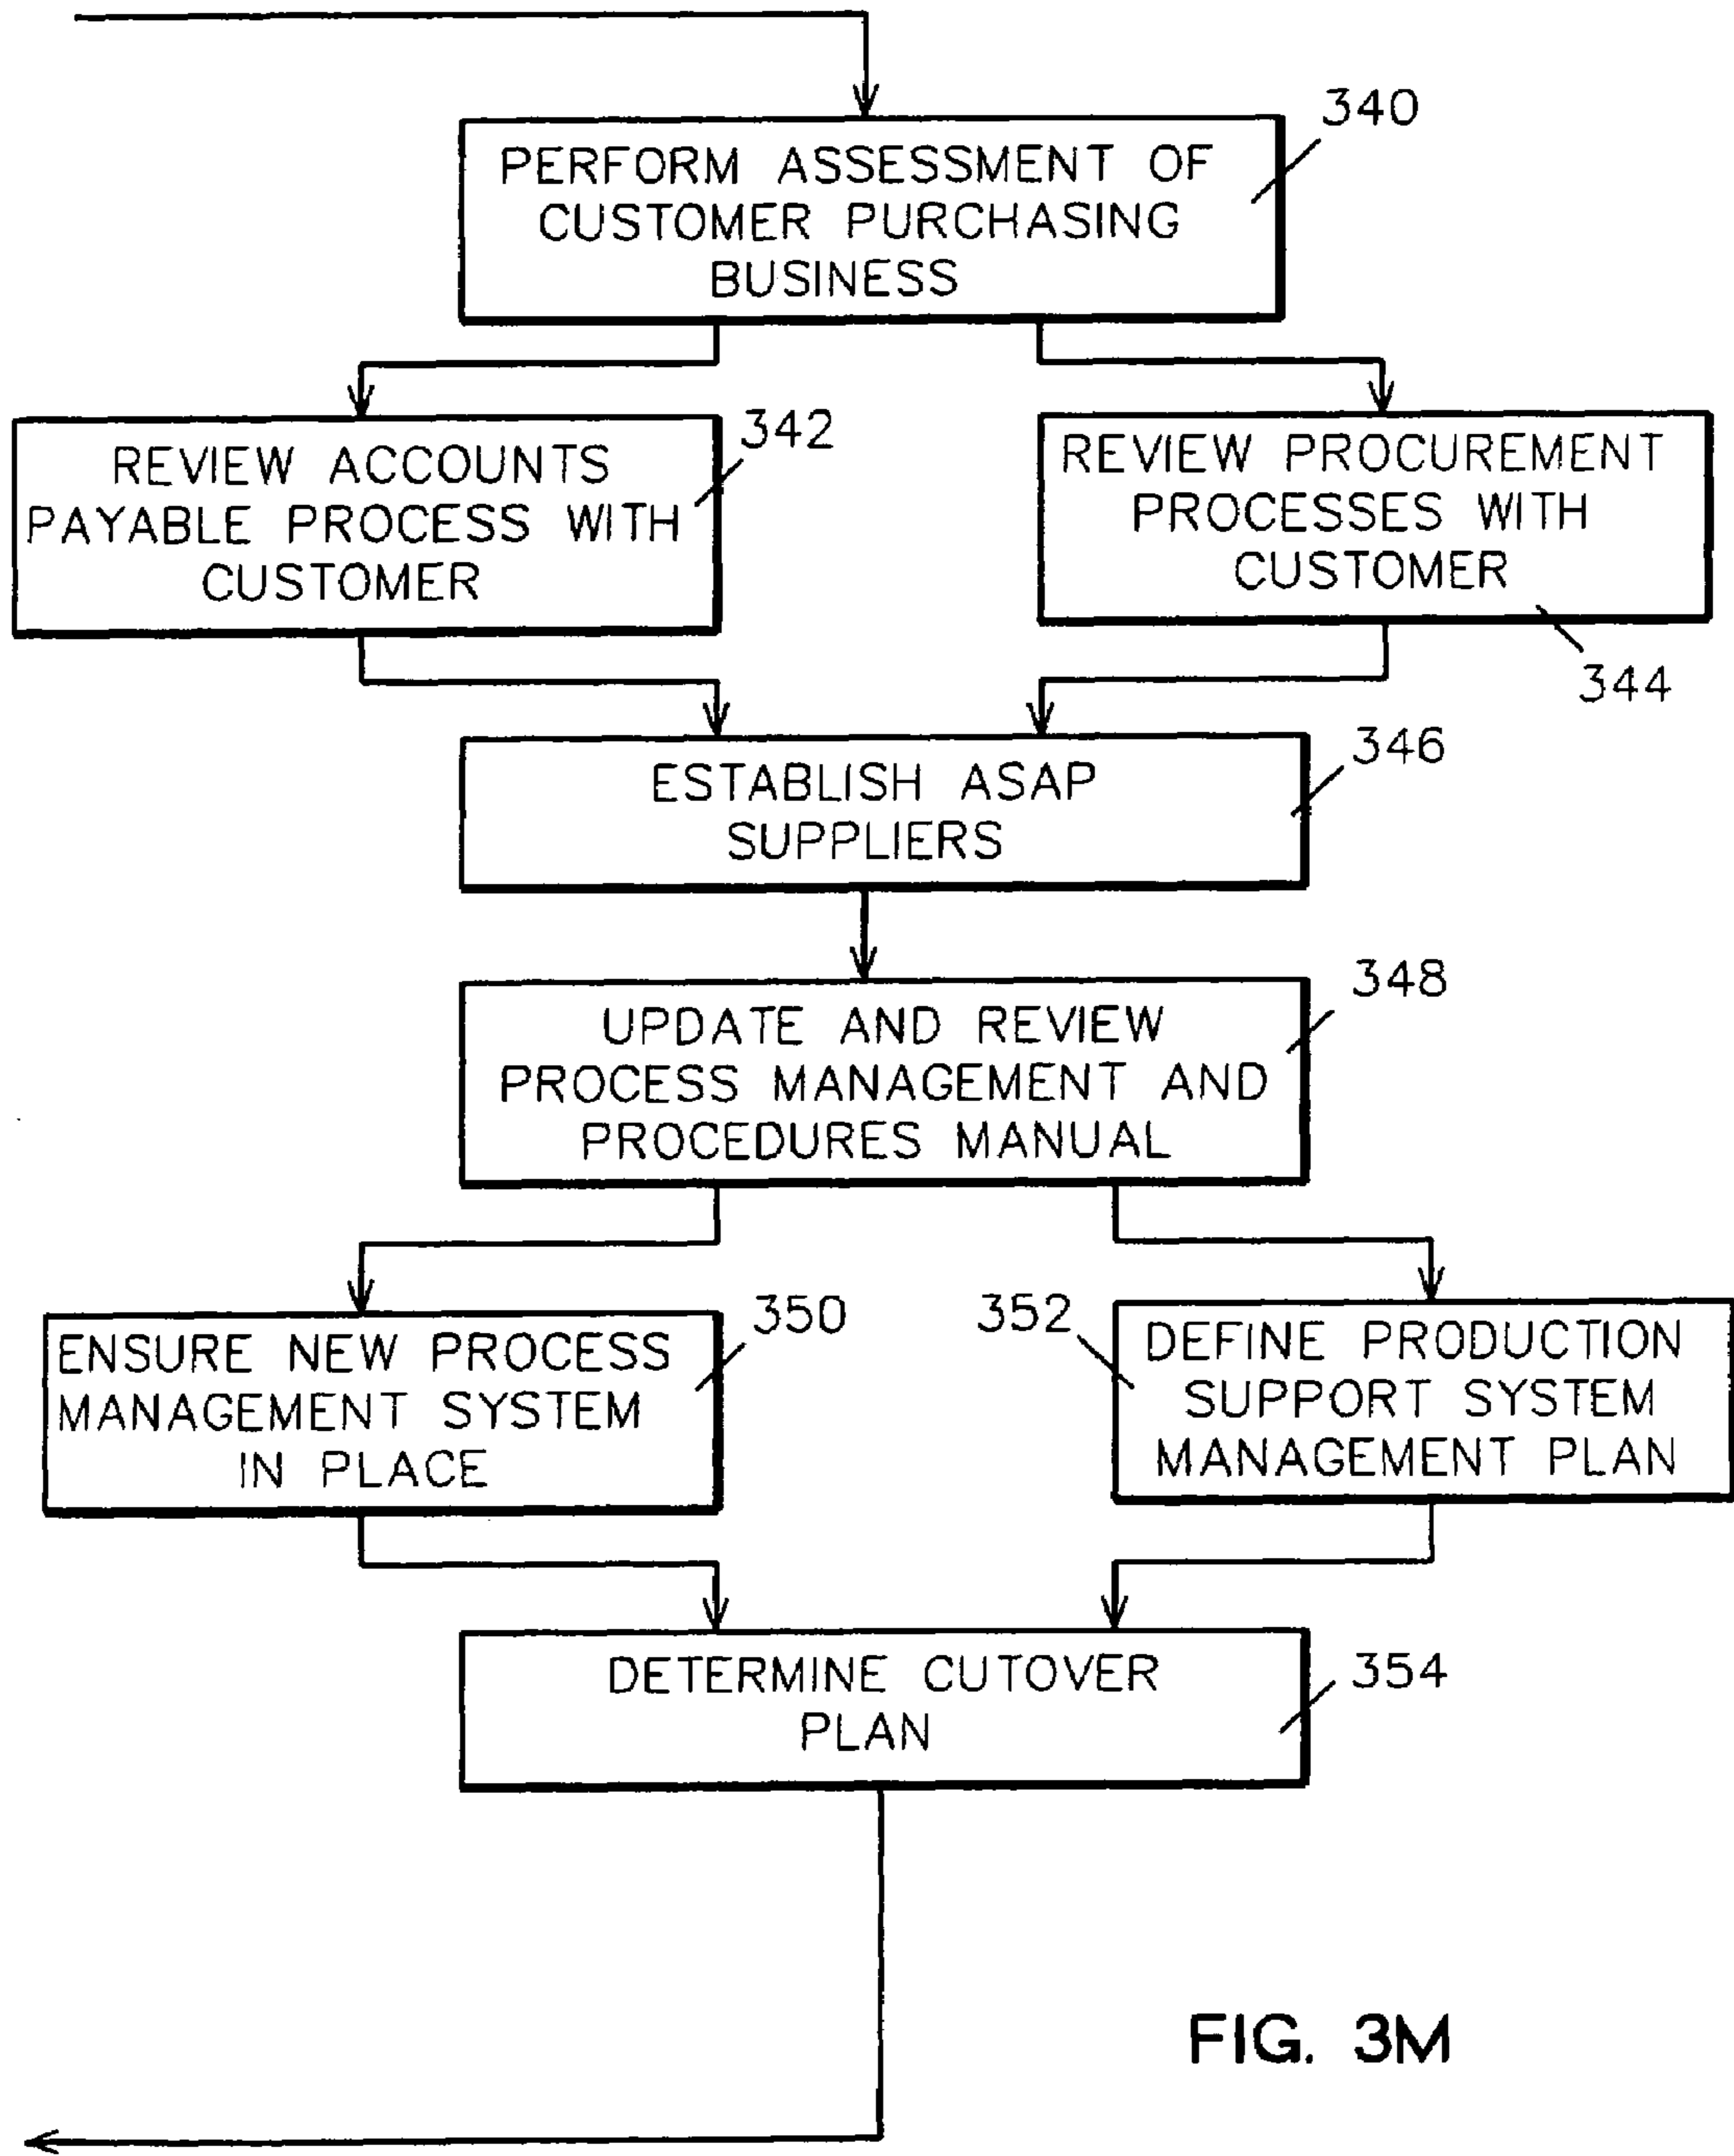 340
PERFORM ASSESSMENT OF
CUSTOMER PURCHASING
BUSINESS
342
REVIEW ACCOUNTS
PAYABLE PROCESS WITH
CUSTOMER
REVIEW PROCUREMENT
PROCESSES WITH
CUSTOMER
344
346
ESTABLISH ASAP
SUPPLIERS
348
UPDATE AND REVIEW
PROCESS MANAGEMENT AND
PROCEDURES MANUAL
350
ENSURE NEW PROCESS
MANAGEMENT SYSTEM
IN PLACE
352
DEFINE PRODUCTION
SUPPORT SYSTEM
MANAGEMENT PLAN
354
DETERMINE CUTOVER
PLAN
FIG. 3M